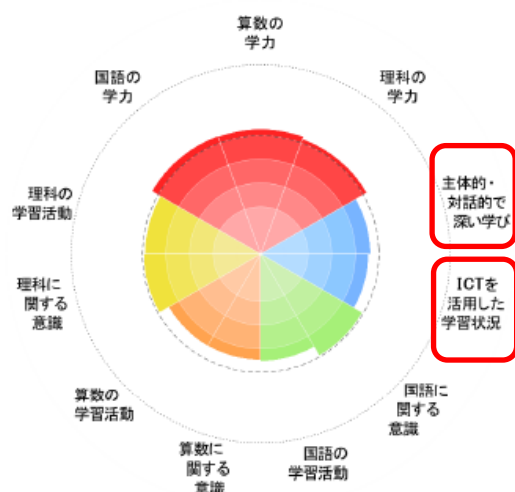 算数の
学力
理科の
学力
主体的・
対話的で
深い学び
ICTを
活用した
学習状況
国語に
関する
意識
国語の
学習活動
算数に
関する
意識
算数の
学習活動
理科に
関する
意識
理科の
学習活動
国語の
学力